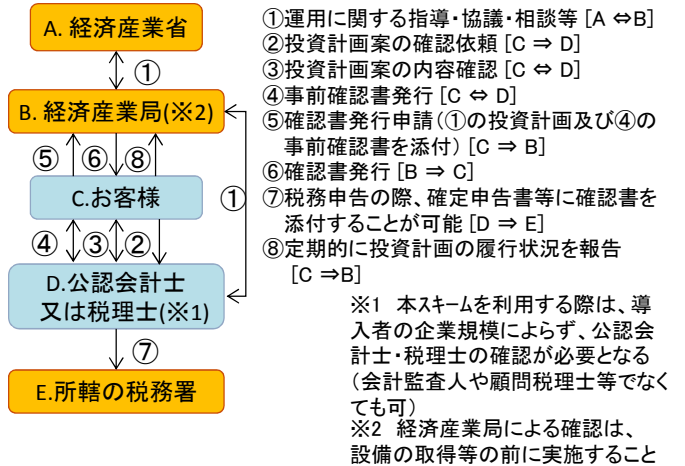 A. 経済産業省
①
B. 経済産業局(※2)
⑤ ⑥ ⑧
C.お客様
①
④ ③ ②
D.公認会計士
又は税理士(※1)
⑦
E.所轄の税務署
①運用に関する指導・協議・相談等 [A ⇔B]
②投資計画案の確認依頼 [C ⇒ D]
③投資計画案の内容確認 [C ⇔ D]
④事前確認書発行 [C ⇔ D]
⑤確認書発行申請(①の投資計画及び④の
事前確認書を添付) [C ⇒ B]
⑥確認書発行 [B ⇒ C]
⑦税務申告の際、確定申告書等に確認書を
添付することが可能 [D ⇒ E]
⑧定期的に投資計画の履行状況を報告
[C ⇒B]
※1 本スキームを利用する際は、導
入者の企業規模によらず、公認会
計士・税理士の確認が必要となる
(会計監査人や顧問税理士等でなく
ても可)
※2 経済産業局による確認は、
設備の取得等の前に実施すること